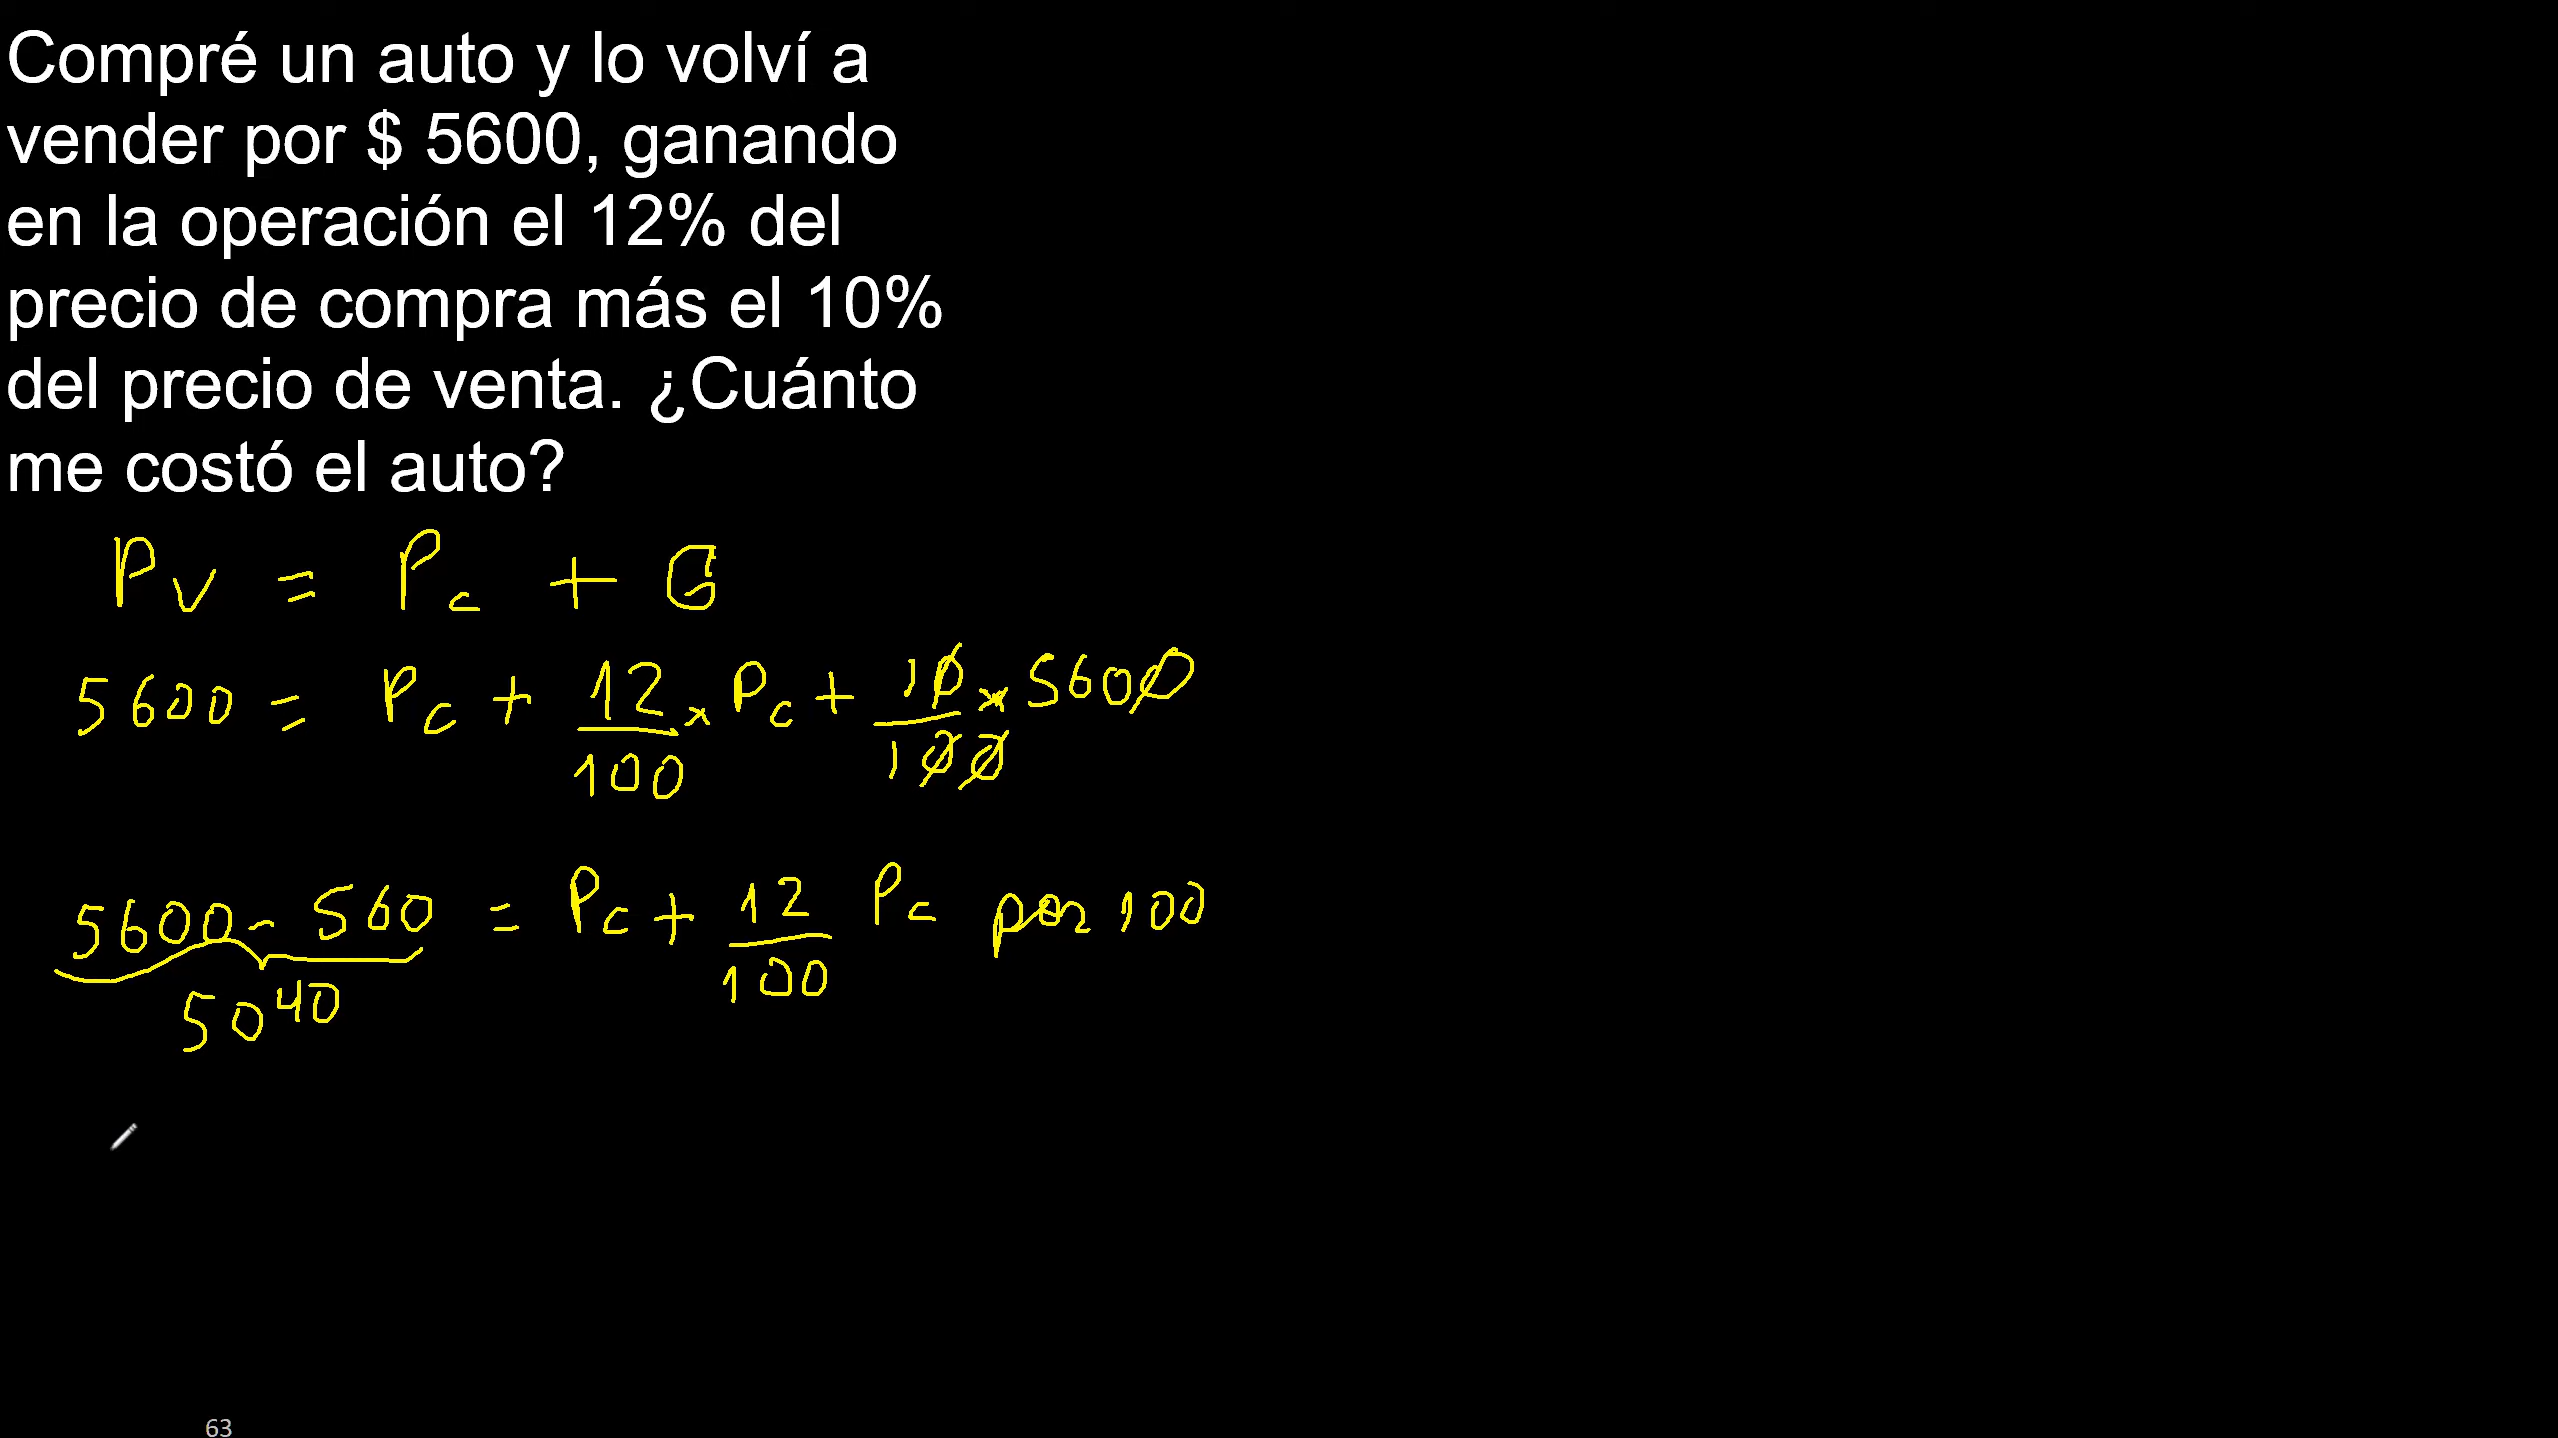 Compré un auto y lo volví a
vender por $ 5600, ganando
en la operación el 12% del
precio de compra más el 10%
del precio de venta. ¿Cuánto
me costó el auto?
Pv = Pc + G
5600 = Pc + 12/100 × Pc + 10/100 × 5600
5600 - 560 = Pc + 12/100 Pc por 100
5040
63